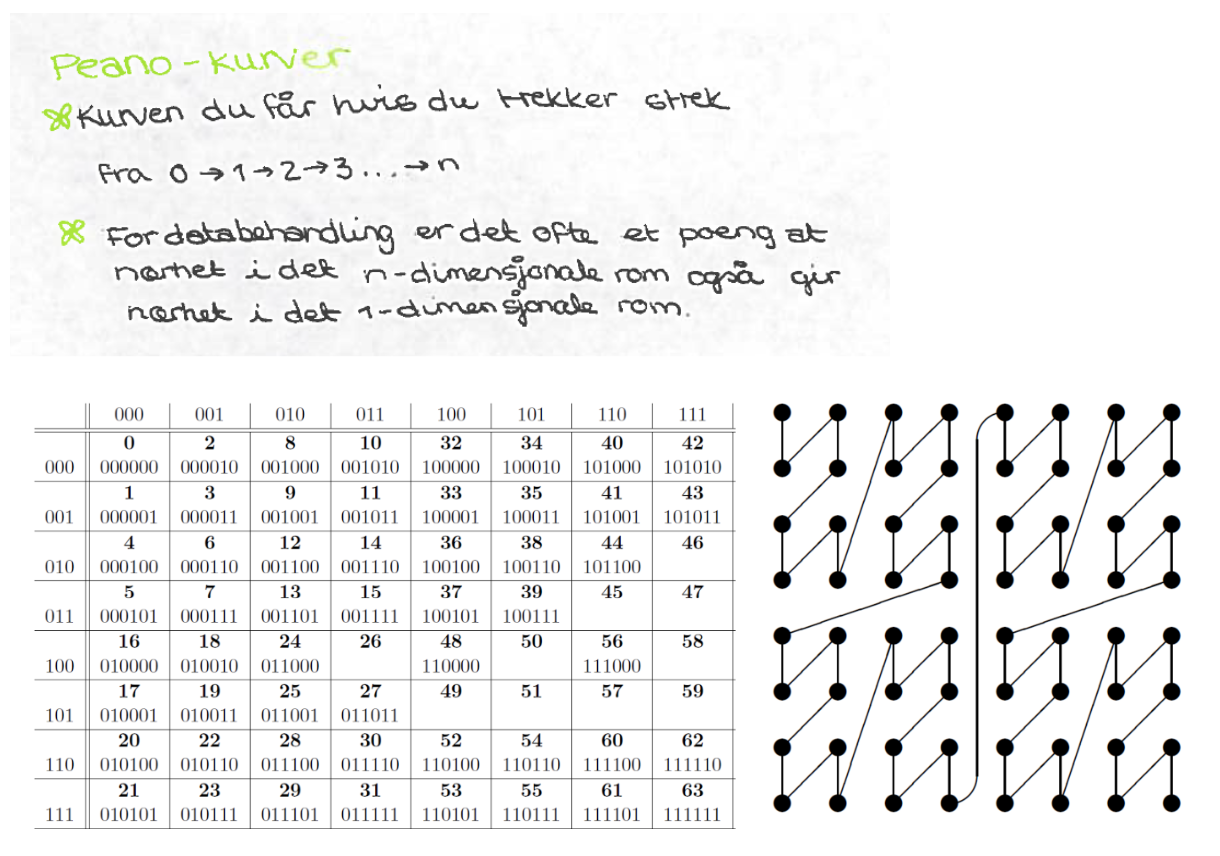 Peano-kurver
Kurven du får hvis du trekker strek
fra 0 → 1 → 2 → 3 ... → n
For databehandling er det ofte et poeng at
nærhet i det n-dimensjonale rom også gir
nærhet i det 1-dimensjonale rom.
000 001 010 011 100 101 110 111
0 2 8 10 32 34 40 42
000 000000 000010 001000 001010 100000 100010 101000 101010
1 3 9 11 33 35 41 43
001 000001 000011 001001 001011 100001 100011 101001 101011
4 6 12 14 36 38 44 46
010 000100 000110 001100 001110 100100 100110 101100
5 7 13 15 37 39 45 47
011 000101 000111 001101 001111 100101 100111
16 18 24 26 48 50 56 58
100 010000 010010 011000 110000 111000
17 19 25 27 49 51 57 59
101 010001 010011 011001 011011
20 22 28 30 52 54 60 62
110 010100 010110 011100 011110 110100 110110 111100 111110
21 23 29 31 53 55 61 63
111 010101 010111 011101 011111 110101 110111 111101 111111